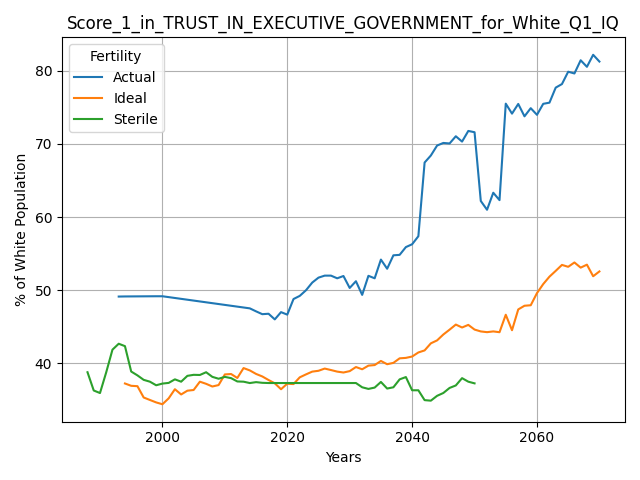 Score_1_in_TRUST_IN_EXECUTIVE_GOVERNMENT_for_White_Q1_IQ
Fertility
Actual
Ideal
Sterile
% of White Population
80
70
60
50
40
2000
2020
2040
2060
Years